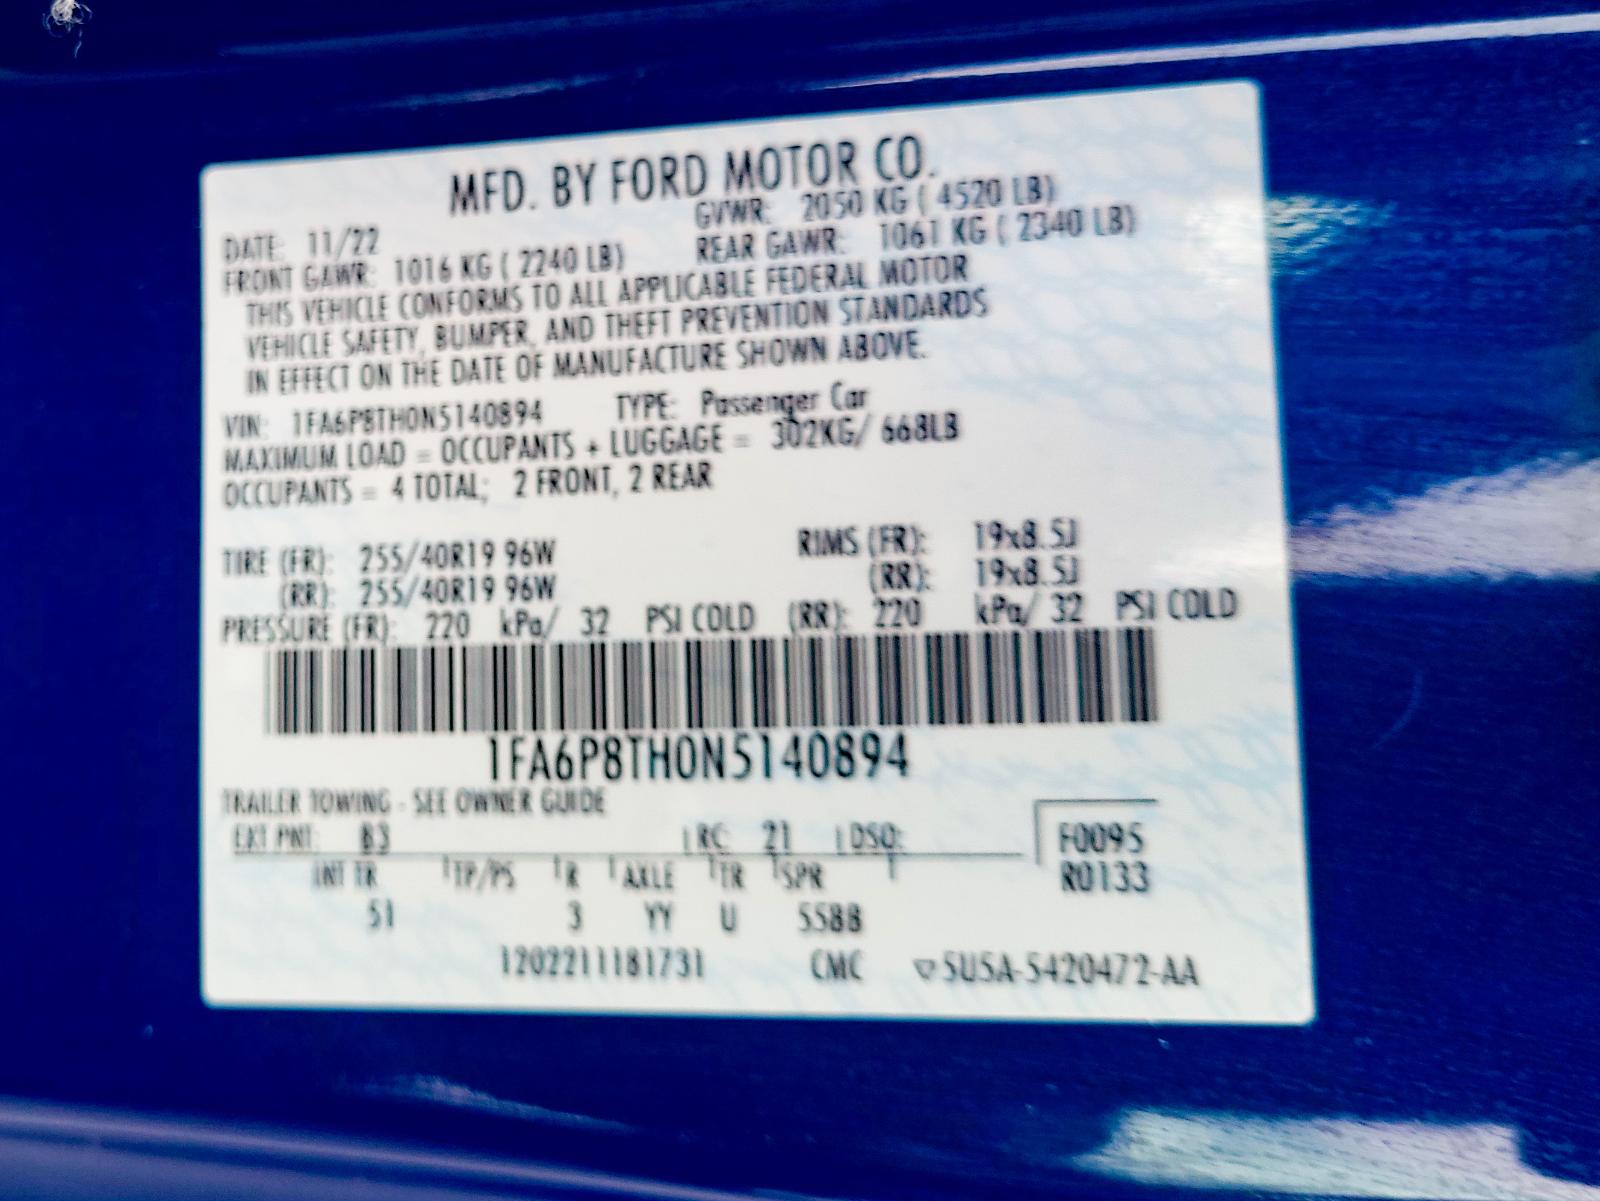 MFD. BY FORD MOTOR CO.
DATE: 11/22 GVWR: 2050 KG ( 4520 LB)
FRONT GAWR: 1016 KG ( 2240 LB) REAR GAWR: 1061 KG ( 2340 LB)
THIS VEHICLE CONFORMS TO ALL APPLICABLE FEDERAL MOTOR
VEHICLE SAFETY, BUMPER, AND THEFT PREVENTION STANDARDS
IN EFFECT ON THE DATE OF MANUFACTURE SHOWN ABOVE.
VIN: 1FA6P8TH0N5140894 TYPE: Passenger Car
MAXIMUM LOAD = OCCUPANTS + LUGGAGE = 302KG/ 668LB
OCCUPANTS = 4 TOTAL; 2 FRONT, 2 REAR
TIRE (FR): 255/40R19 96W RIMS (FR): 19x8.5J
(RR): 255/40R19 96W (RR): 19x8.5J
PRESSURE (FR): 220 kPa/ 32 PSI COLD (RR): 220 kPa/ 32 PSI COLD
1FA6P8TH0N5140894
TRAILER TOWING - SEE OWNER GUIDE
EXT PNT: B3 RC: 21 DSO: F0095
INT TR TP/PS R AXLE TR SPR R0133
51 3 YY U 5588
1202211181731 CMC ▽5U5A-5420472-AA